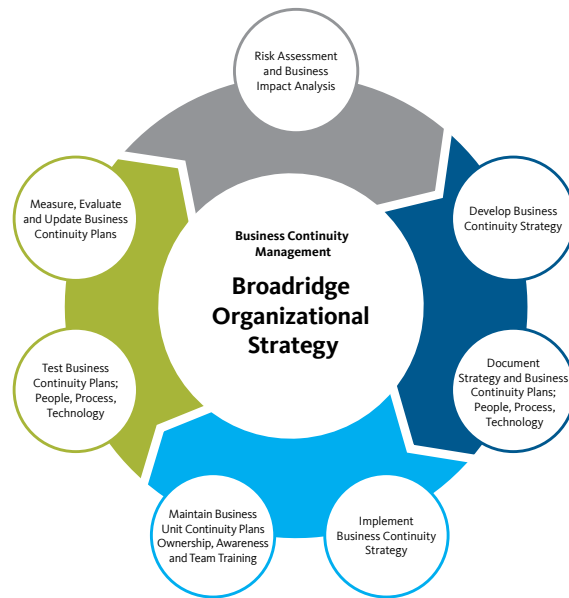 Risk Assessment
and Business
Impact Analysis
Measure, Evaluate
and Update Business
Continuity Plans
Develop Business
Continuity Strategy
Business Continuity
Management
Broadridge
Organizational
Strategy
Test Business
Continuity Plans;
People, Process,
Technology
Document
Strategy and Business
Continuity Plans;
People, Process,
Technology
Maintain Business
Unit Continuity Plans
Ownership, Awareness
and Team Training
Implement
Business Continuity
Strategy